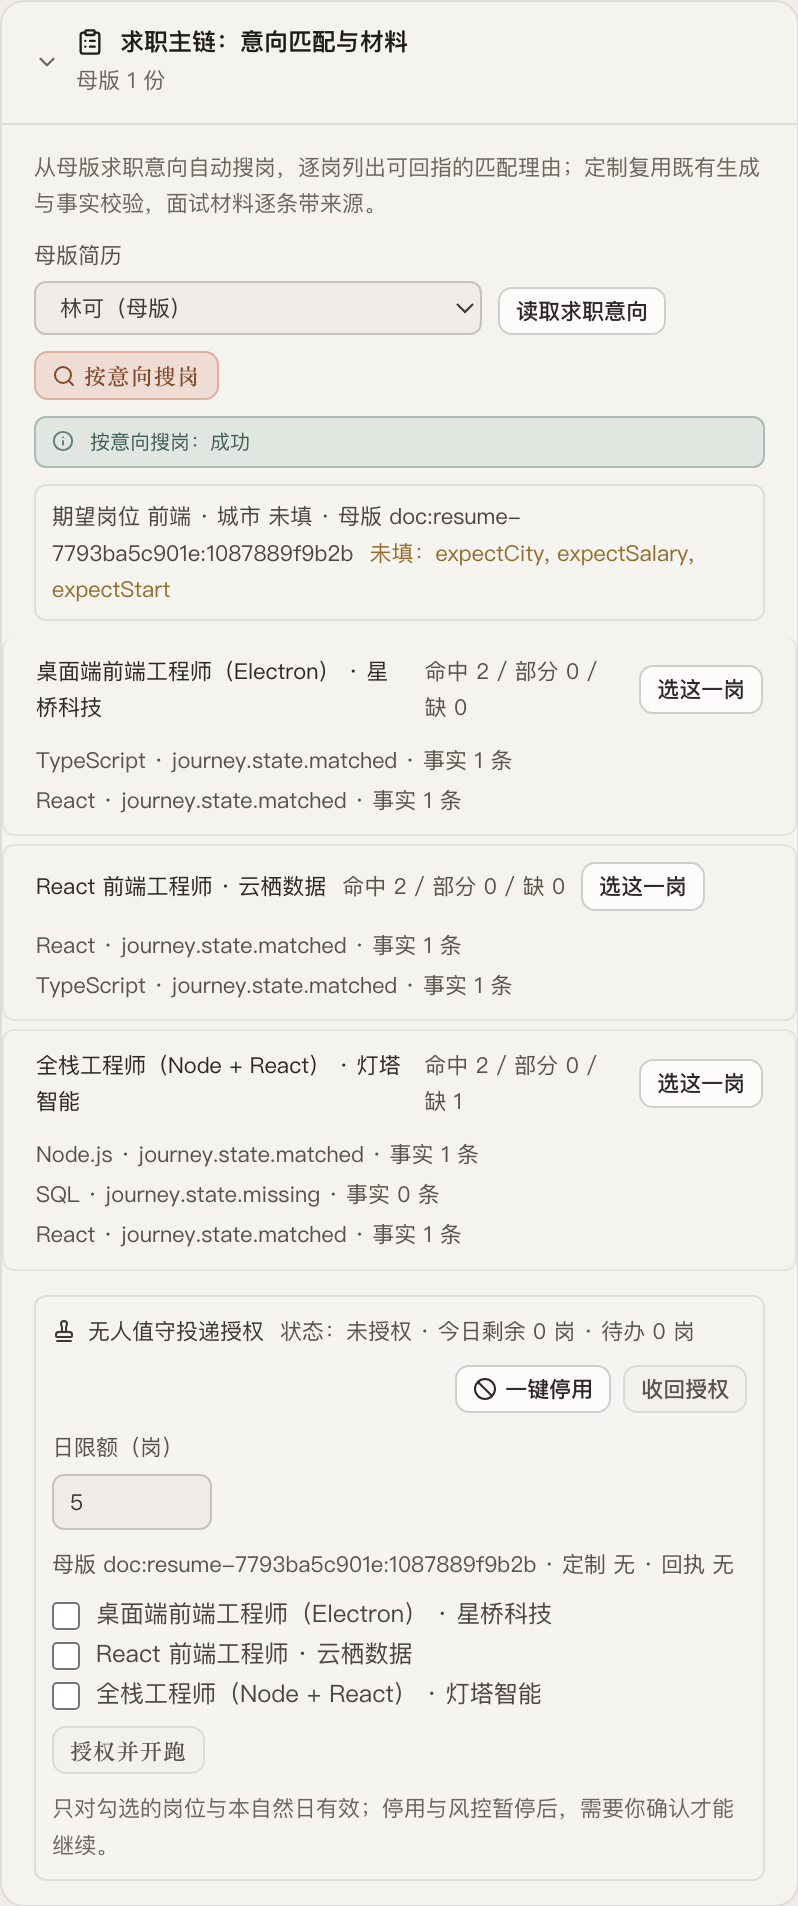 求职主链：意向匹配与材料
母版 1 份
从母版求职意向自动搜岗，逐岗列出可回指的匹配理由；定制复用既有生成
与事实校验，面试材料逐条带来源。
母版简历
林可（母版）
读取求职意向
按意向搜岗
按意向搜岗：成功
期望岗位 前端 · 城市 未填 · 母版 doc:resume-
7793ba5c901e:1087889f9b2b 未填：expectCity, expectSalary,
expectStart
桌面端前端工程师（Electron） · 星
桥科技
命中 2 / 部分 0 /
缺 0
选这一岗
TypeScript · journey.state.matched · 事实 1 条
React · journey.state.matched · 事实 1 条
React 前端工程师 · 云栖数据 命中 2 / 部分 0 / 缺 0 选这一岗
React · journey.state.matched · 事实 1 条
TypeScript · journey.state.matched · 事实 1 条
全栈工程师（Node + React） · 灯塔
智能
命中 2 / 部分 0 /
缺 1
选这一岗
Node.js · journey.state.matched · 事实 1 条
SQL · journey.state.missing · 事实 0 条
React · journey.state.matched · 事实 1 条
无人值守投递授权 状态：未授权 · 今日剩余 0 岗 · 待办 0 岗
一键停用 收回授权
日限额（岗）
5
母版 doc:resume-7793ba5c901e:1087889f9b2b · 定制 无 · 回执 无
桌面端前端工程师（Electron） · 星桥科技
React 前端工程师 · 云栖数据
全栈工程师（Node + React） · 灯塔智能
授权并开跑
只对勾选的岗位与本自然日有效；停用与风控暂停后，需要你确认才能
继续。